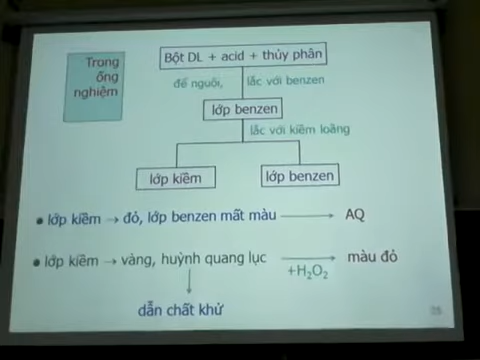 Trong
ống
nghiệm
Bột DL + acid + thủy phân
để nguôi,
lắc với benzen
lớp benzen
lắc với kiềm loãng
lớp kiềm
lớp benzen
• lớp kiềm → đỏ, lớp benzen mất màu → AQ
• lớp kiềm → vàng, huỳnh quang lục → màu đỏ
+H₂O₂
dẫn chất khử